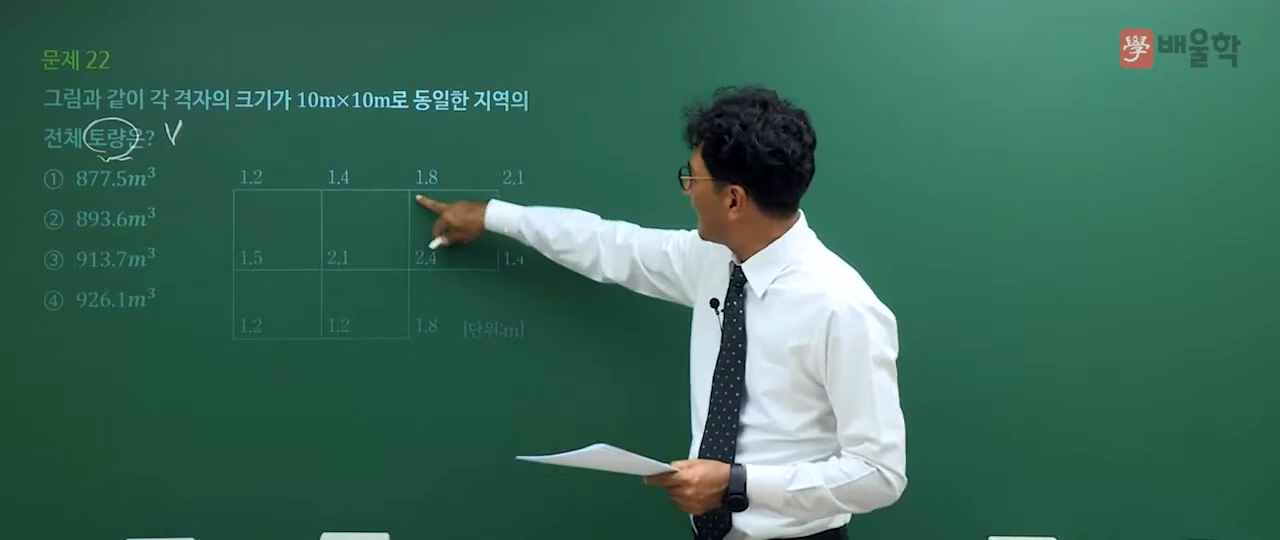 學 배울학
문제 22
그림과 같이 각 격자의 크기가 10m×10m로 동일한 지역의
전체 토량은? V
① 877.5m³
② 893.6m³
③ 913.7m³
④ 926.1m³
1.2 1.4 1.8 2.1
1.5 2.1 2.4 1.4
1.2 1.2 1.8 [단위:m]